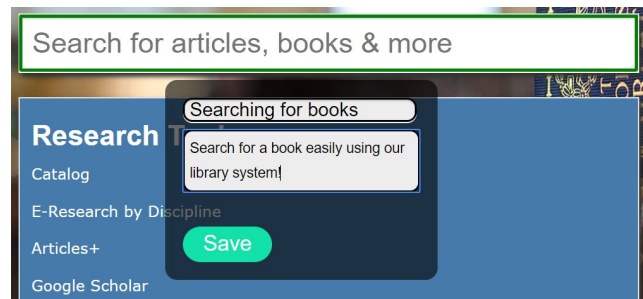 Search for articles, books & more
Searching for books
Research
Search for a book easily using our
library system!
Catalog
E-Research by Discipline
Articles+
Save
Google Scholar